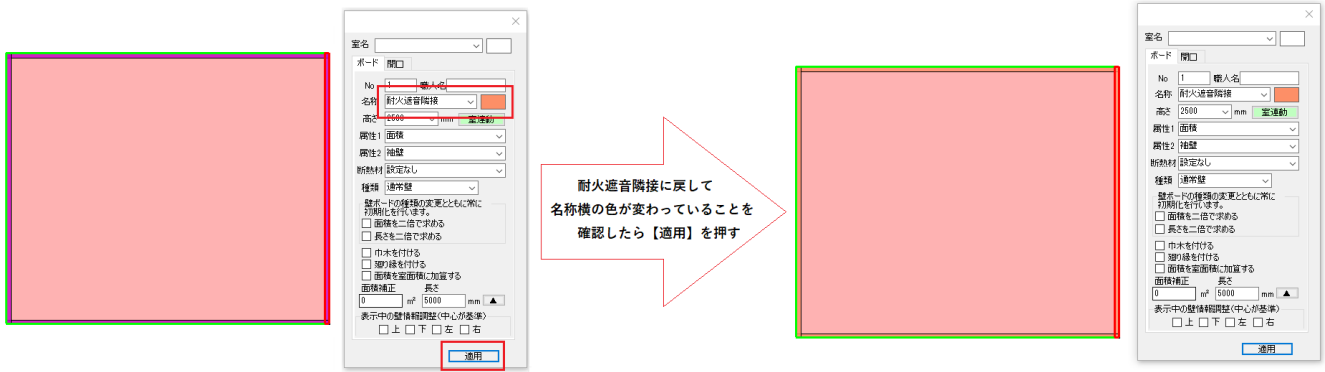 室名
ボード 開口
No 1 職人名
名称 耐火遮音隣接
高さ 2500 mm 室連動
属性1 面積
属性2 袖壁
断熱材 設定なし
種類 通常壁
壁ボードの種類の変更とともに常に
初期化を行います。
面積を二倍で求める
長さを二倍で求める
巾木を付ける
廻り縁を付ける
面積を室面積に加算する
面積補正 長さ
0 m² 5000 mm ▲
表示中の壁情報調整(中心が基準)
上 下 左 右
適用
耐火遮音隣接に戻して
名称横の色が変わっていることを
確認したら【適用】を押す
室名
ボード 開口
No 1 職人名
名称 耐火遮音隣接
高さ 2500 mm 室連動
属性1 面積
属性2 袖壁
断熱材 設定なし
種類 通常壁
壁ボードの種類の変更とともに常に
初期化を行います。
面積を二倍で求める
長さを二倍で求める
巾木を付ける
廻り縁を付ける
面積を室面積に加算する
面積補正 長さ
0 m² 5000 mm ▲
表示中の壁情報調整(中心が基準)
上 下 左 右
適用